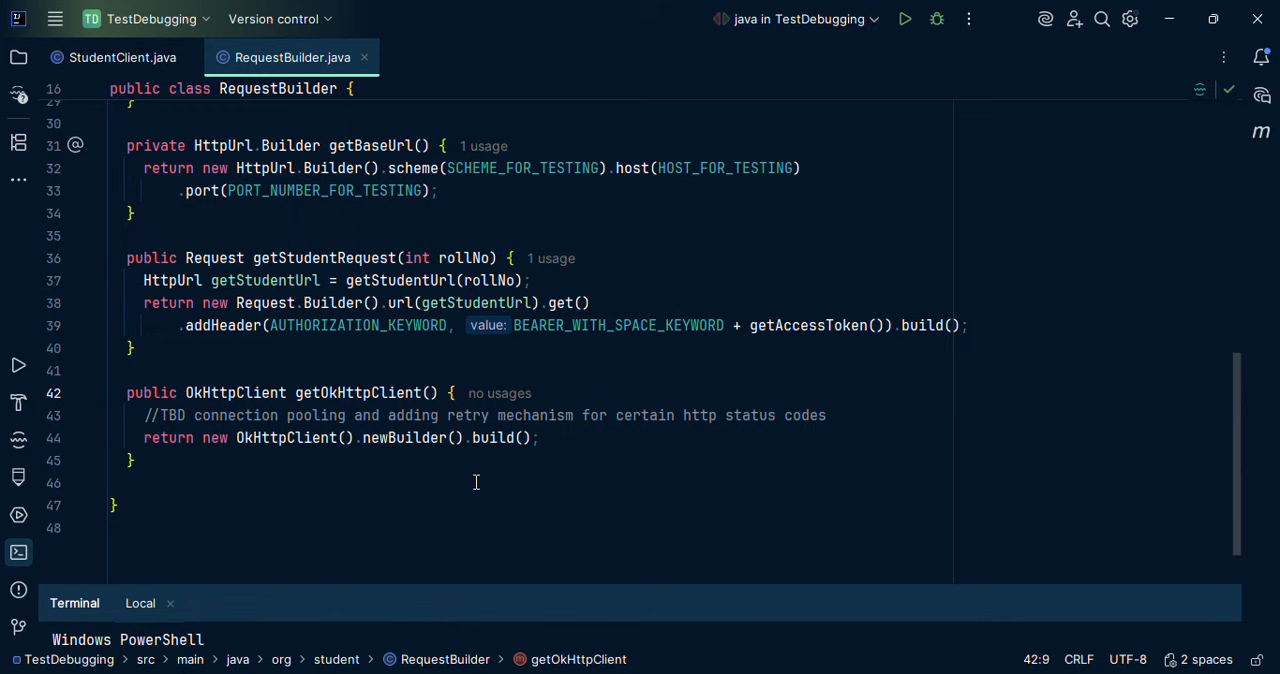 TD TestDebugging Version control java in TestDebugging
StudentClient.java RequestBuilder.java
16 public class RequestBuilder {
29 }
30
31 private HttpUrl.Builder getBaseUrl() { 1 usage
32 return new HttpUrl.Builder().scheme(SCHEME_FOR_TESTING).host(HOST_FOR_TESTING)
33 .port(PORT_NUMBER_FOR_TESTING);
34 }
35
36 public Request getStudentRequest(int rollNo) { 1 usage
37 HttpUrl getStudentUrl = getStudentUrl(rollNo);
38 return new Request.Builder().url(getStudentUrl).get()
39 .addHeader(AUTHORIZATION_KEYWORD, value: BEARER_WITH_SPACE_KEYWORD + getAccessToken()).build();
40 }
41
42 public OkHttpClient getOkHttpClient() { no usages
43 //TBD connection pooling and adding retry mechanism for certain http status codes
44 return new OkHttpClient().newBuilder().build();
45 }
46
47 }
48
Terminal Local
Windows PowerShell
TestDebugging > src > main > java > org > student > RequestBuilder > getOkHttpClient 42:9 CRLF UTF-8 2 spaces